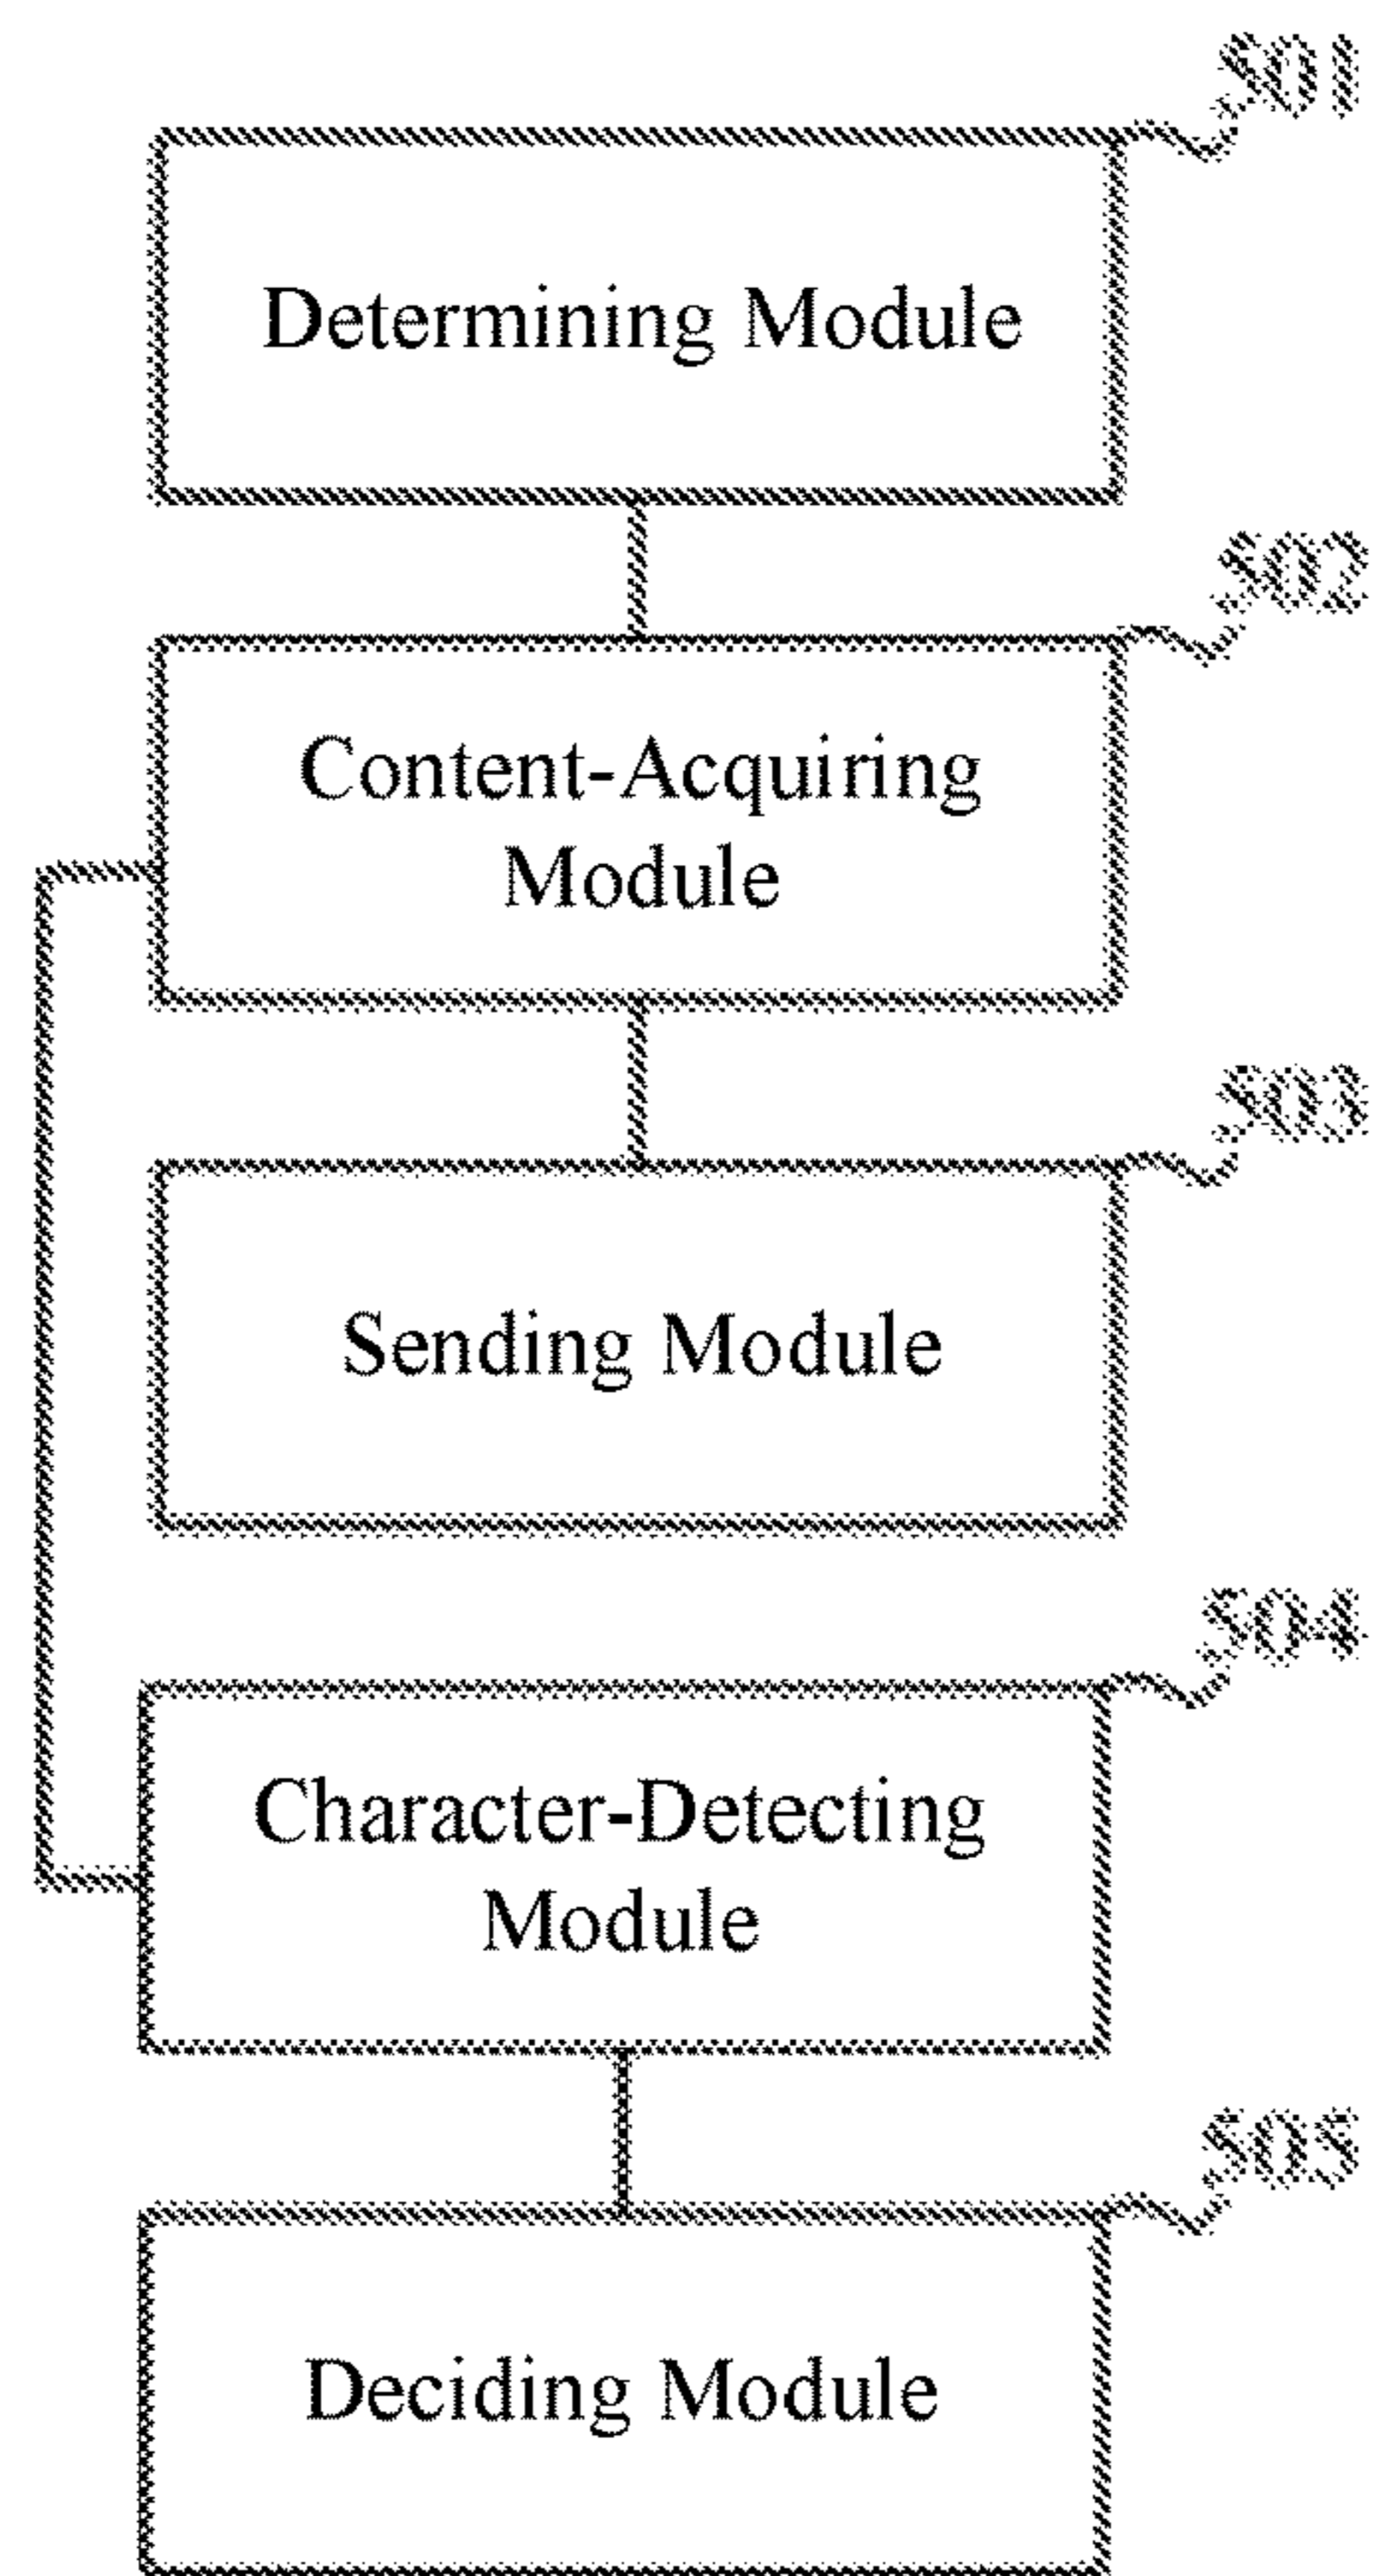 501
Determining Module
502
Content-Acquiring
Module
503
Sending Module
504
Character-Detecting
Module
505
Deciding Module